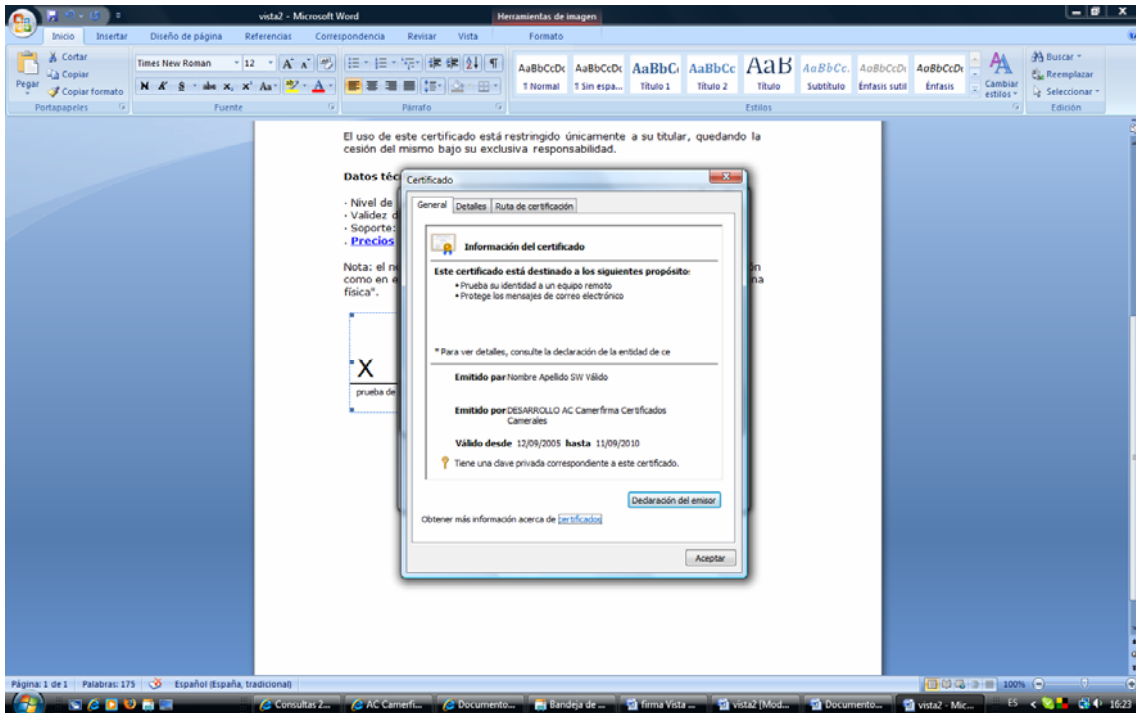 vista2 - Microsoft Word
Herramientas de imagen
Inicio Insertar Diseño de página Referencias Correspondencia Revisar Vista Formato
Pegar
Cortar
Copiar
Copiar formato
Portapapeles
Times New Roman 12
N K S abc x, x² Aa A
Fuente
Párrafo
AaBbCcDc AaBbCcDc AaBbC AaBbCc AaB AaBbCc. AaBbCcDt AaBbCcDt
¶ Normal ¶ Sin espa... Título 1 Título 2 Título Subtítulo Énfasis sutil Énfasis
Estilos
Cambiar estilos
Buscar
Reemplazar
Seleccionar
Edición
El uso de este certificado está restringido únicamente a su titular, quedando la
cesión del mismo bajo su exclusiva responsabilidad.
Datos téc
· Nivel de
· Validez d
· Soporte:
. Precios
Nota: el n
como en e
física".
X
prueba de
Certificado
General Detalles Ruta de certificación
Información del certificado
Este certificado está destinado a los siguientes propósito:
• Prueba su identidad a un equipo remoto
• Protege los mensajes de correo electrónico
* Para ver detalles, consulte la declaración de la entidad de ce
Emitido par Nombre Apellido SW Válido
Emitido por DESARROLLO AC Camerfirma Certificados
Camerales
Válido desde 12/09/2005 hasta 11/09/2010
Tiene una clave privada correspondiente a este certificado.
Declaración del emisor
Obtener más información acerca de certificados
Aceptar
Página: 1 de 1 Palabras: 175 Español (España, tradicional) 100%
Consultas 2... AC Camerfi... Documento... Bandeja de ... firma Vista ... vista2 [Mod... Documento... vista2 - Mic... ES 16:23